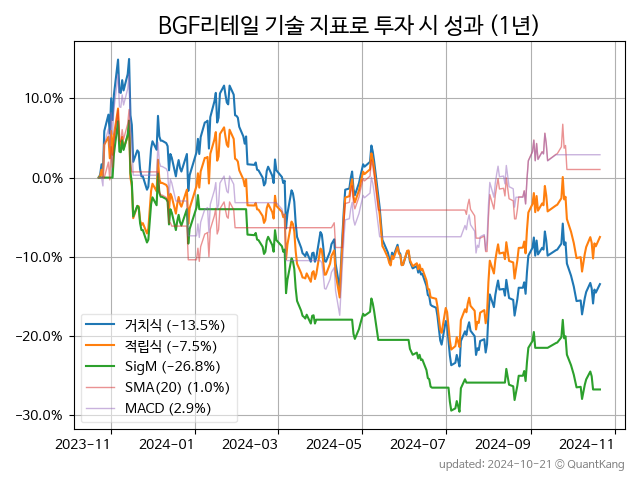 BGF리테일 기술 지표로 투자 시 성과 (1년)
10.0%
0.0%
−10.0%
−20.0%
−30.0%
거치식 (−13.5%)
적립식 (−7.5%)
SigM (−26.8%)
SMA(20) (1.0%)
MACD (2.9%)
2023-11 2024-01 2024-03 2024-05 2024-07 2024-09 2024-11
updated: 2024-10-21 © QuantKang